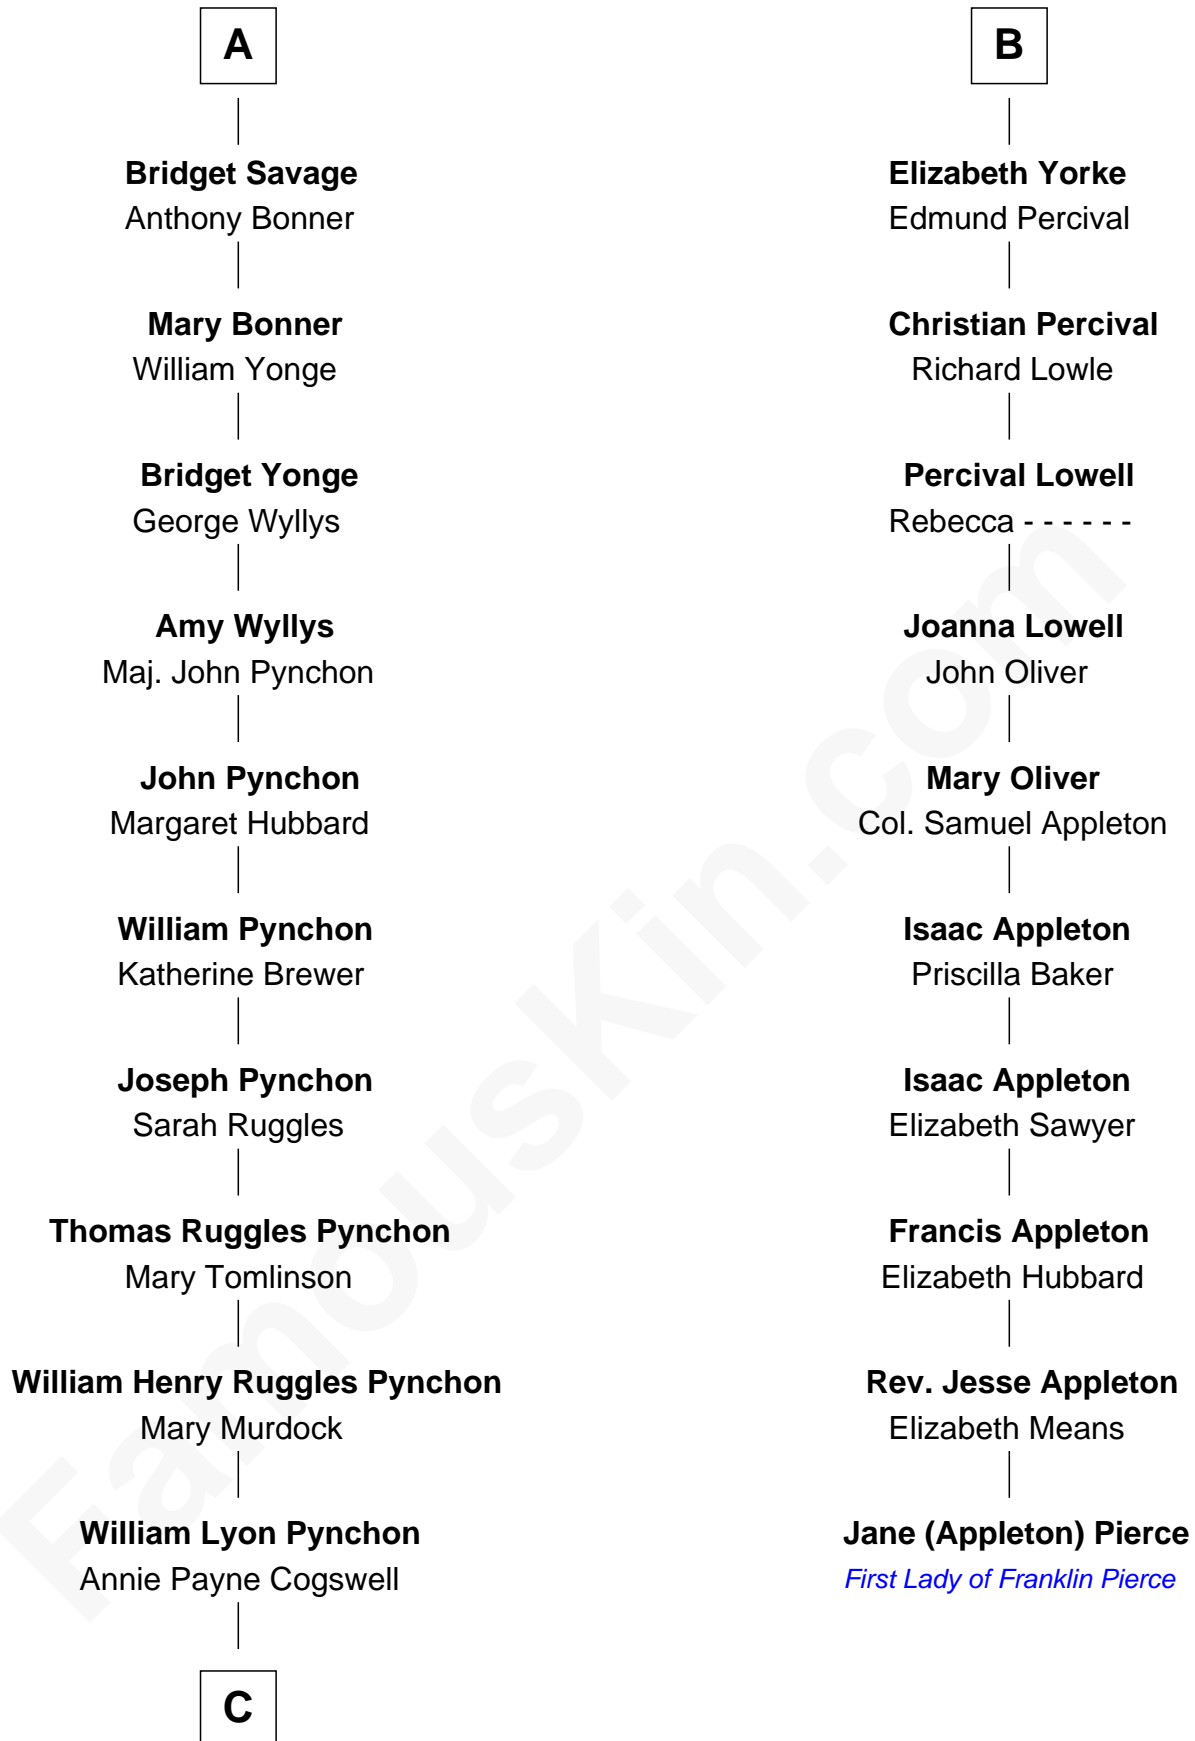 A
Bridget Savage
Anthony Bonner
Mary Bonner
William Yonge
Bridget Yonge
George Wyllys
Amy Wyllys
Maj. John Pynchon
John Pynchon
Margaret Hubbard
William Pynchon
Katherine Brewer
Joseph Pynchon
Sarah Ruggles
Thomas Ruggles Pynchon
Mary Tomlinson
William Henry Ruggles Pynchon
Mary Murdock
William Lyon Pynchon
Annie Payne Cogswell
C
B
Elizabeth Yorke
Edmund Percival
Christian Percival
Richard Lowle
Percival Lowell
Rebecca - - - - - -
Joanna Lowell
John Oliver
Mary Oliver
Col. Samuel Appleton
Isaac Appleton
Priscilla Baker
Isaac Appleton
Elizabeth Sawyer
Francis Appleton
Elizabeth Hubbard
Rev. Jesse Appleton
Elizabeth Means
Jane (Appleton) Pierce
First Lady of Franklin Pierce
FamousKin.com